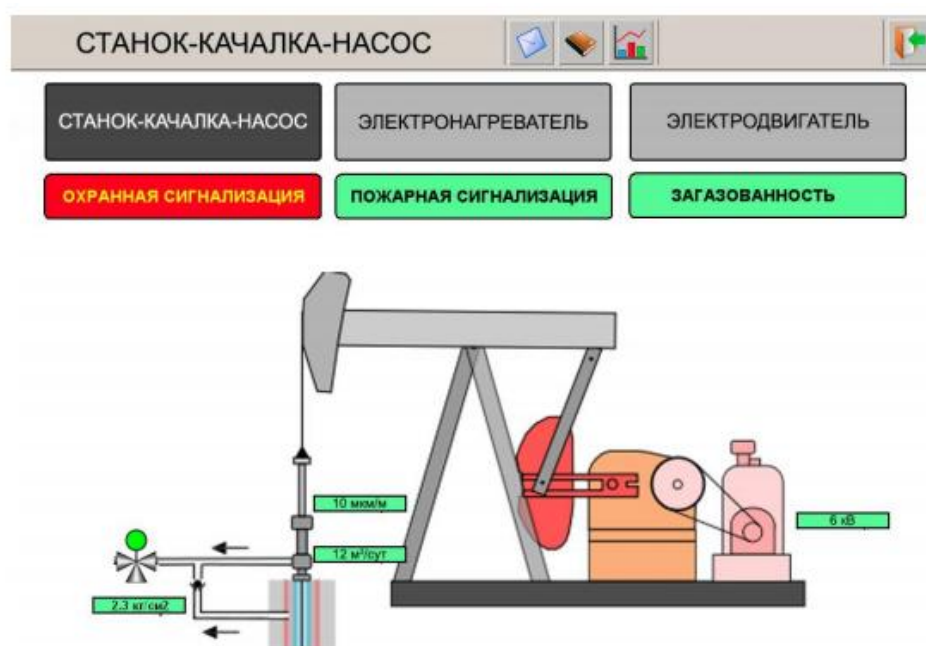 СТАНОК-КАЧАЛКА-НАСОС
СТАНОК-КАЧАЛКА-НАСОС
ЭЛЕКТРОНАГРЕВАТЕЛЬ
ЭЛЕКТРОДВИГАТЕЛЬ
ОХРАННАЯ СИГНАЛИЗАЦИЯ
ПОЖАРНАЯ СИГНАЛИЗАЦИЯ
ЗАГАЗОВАННОСТЬ
10 мкм/м
6 кВ
12 м³/сут
2.3 кг/см2